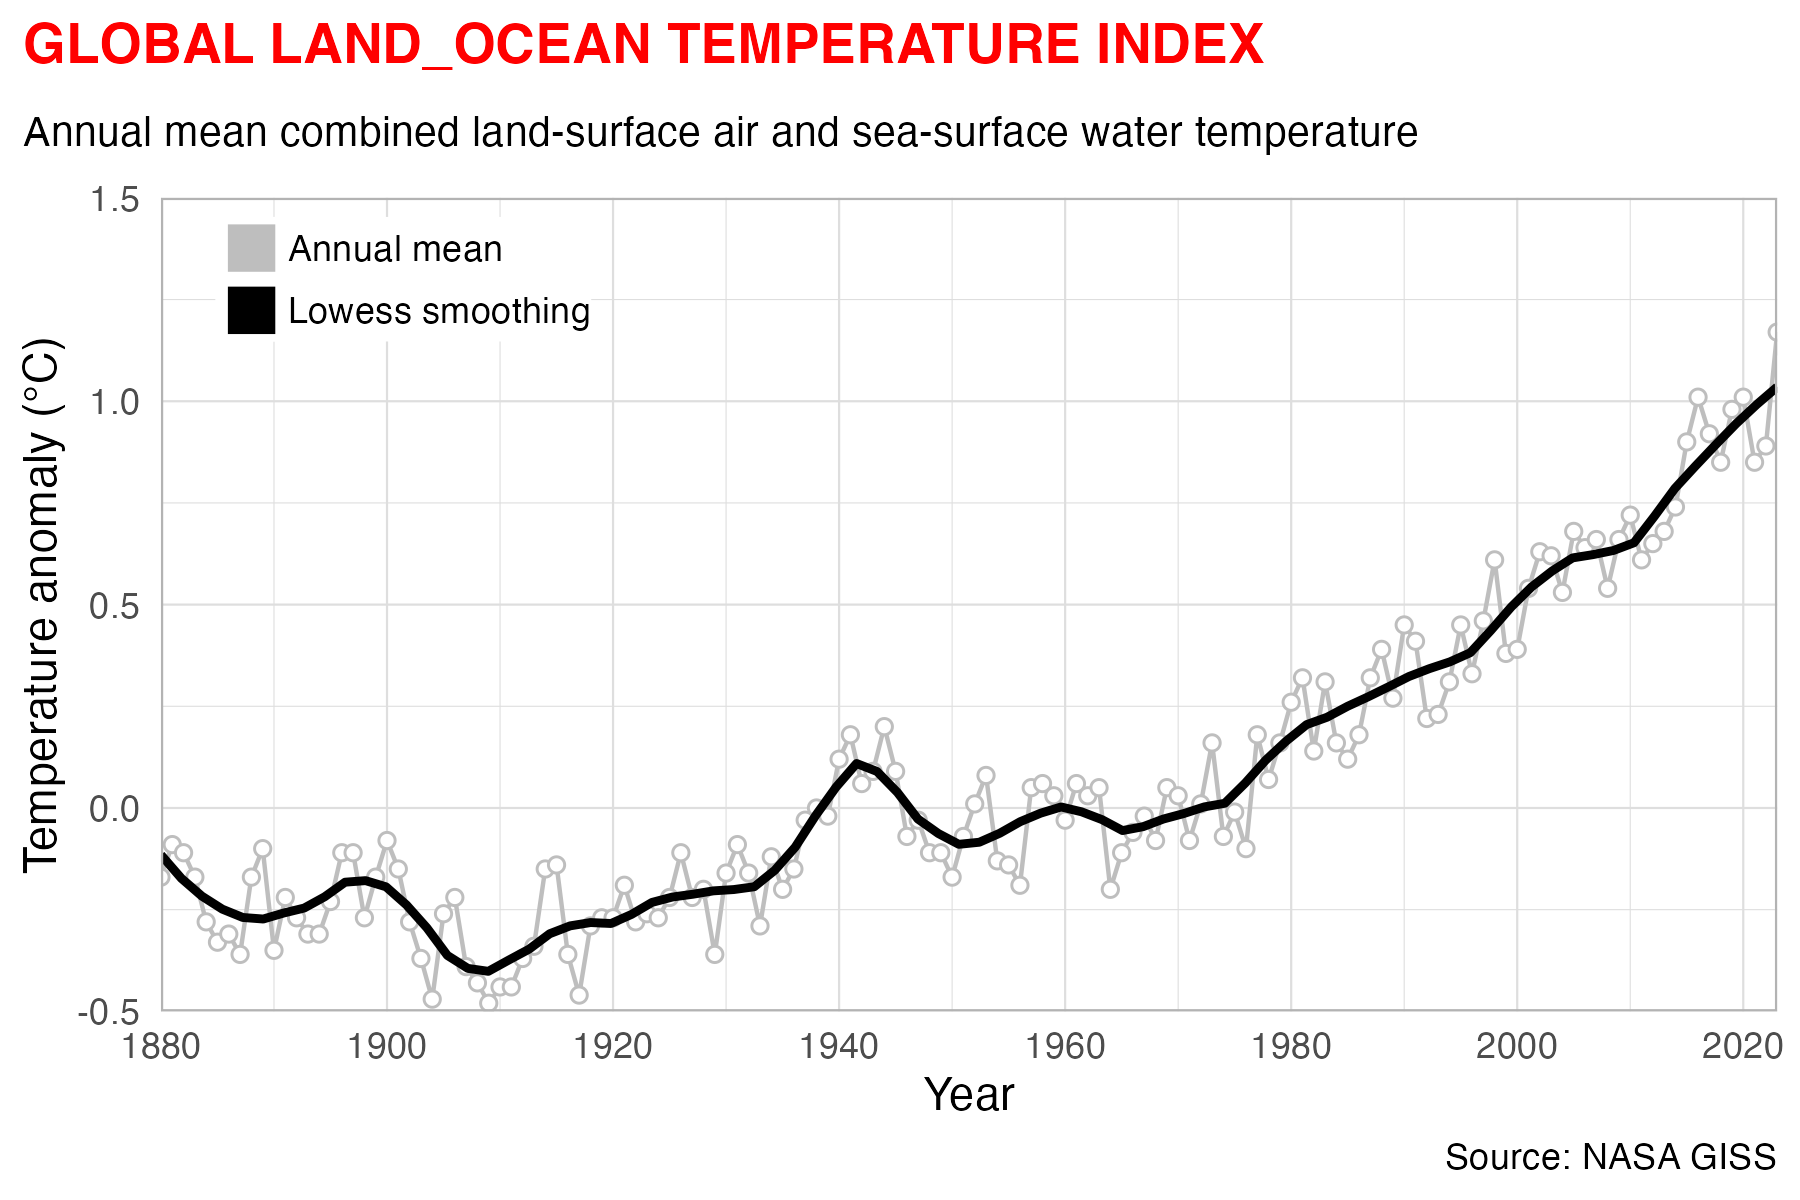 GLOBAL LAND_OCEAN TEMPERATURE INDEX
Annual mean combined land-surface air and sea-surface water temperature
1.5
1.0
0.5
0.0
-0.5
Temperature anomaly (°C)
Annual mean
Lowess smoothing
1880 1900 1920 1940 1960 1980 2000 2020
Year
Source: NASA GISS